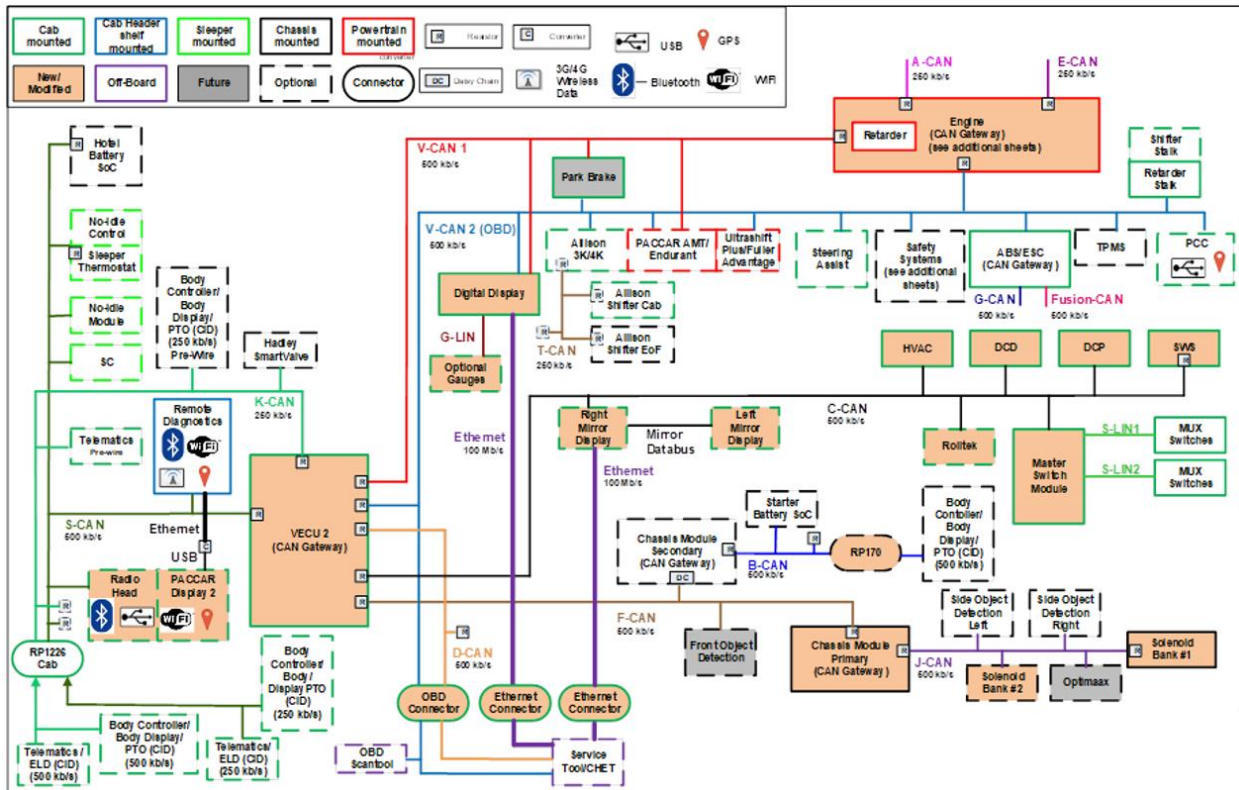 Cab
mounted
Cab Header
shelf
mounted
Sleeper
mounted
Chassis
mounted
Powertrain
mounted
R
Resistor
C
Converter
USB
GPS
New/
Modified
Off-Board
Future
Optional
Connector
DC
Daisy Chain
3G/4G
Wireless
Data
Bluetooth
WiFi
A-CAN
250 kb/s
E-CAN
250 kb/s
Retarder
Engine
(CAN Gateway)
(see additional sheets)
Shifter
Stalk
Retarder
Stalk
Hotel
Battery
SoC
V-CAN 1
500 kb/s
Park Brake
No-Idle
Control
Sleeper
Thermostat
V-CAN 2 (OBD)
500 kb/s
Allison
3K/4K
PACCAR AMT/
Endurant
Ultrashift
Plus/Fuller
Advantage
Steering
Assist
Safety
Systems
(see additional
sheets)
ABS/ESC
(CAN Gateway)
TPMS
PCC
G-CAN
500 kb/s
Fusion-CAN
500 kb/s
Body
Controller/
Body
Display/
PTO (CID)
(250 kb/s)
Pre-Wire
No-Idle
Module
Hadley
SmartValve
SC
Digital Display
Allison
Shifter Cab
G-LIN
T-CAN
250 kb/s
Allison
Shifter EoF
Optional
Gauges
HVAC
DCD
DCP
SWS
K-CAN
250 kb/s
C-CAN
500 kb/s
Remote
Diagnostics
WiFi
Telematics
Pre-wire
Ethernet
100 Mb/s
Right
Mirror
Display
Mirror
Databus
Left
Mirror
Display
Rolltek
Master
Switch
Module
S-LIN1
MUX
Switches
S-LIN2
MUX
Switches
Ethernet
100Mb/s
S-CAN
500 kb/s
Ethernet
USB
C
VECU 2
(CAN Gateway)
Starter
Battery SoC
Chassis Module
Secondary
(CAN Gateway)
DC
B-CAN
500 kb/s
RP170
Body
Contoller/
Body
Display/
PTO (CID)
(500 kb/s)
Radio
Head
PACCAR
Display 2
WiFi
RP1226
Cab
F-CAN
500 kb/s
D-CAN
500 kb/s
Front Object
Detection
Chassis Module
Primary
(CAN Gateway)
Side Object
Detection
Left
Side Object
Detection
Right
J-CAN
500 kb/s
Solenoid
Bank #1
Solenoid
Bank #2
Optimaax
Body
Controller/
Body/
Display PTO
(CID)
(250 kb/s)
OBD
Connector
Ethernet
Connector
Ethernet
Connector
Telematics /
ELD (CID)
(500 kb/s)
Body Controller/
Body Display/
PTO (CID)
(500 kb/s)
Telematics/
ELD (CID)
(250 kb/s)
OBD
Scantool
Service
Tool/CHET